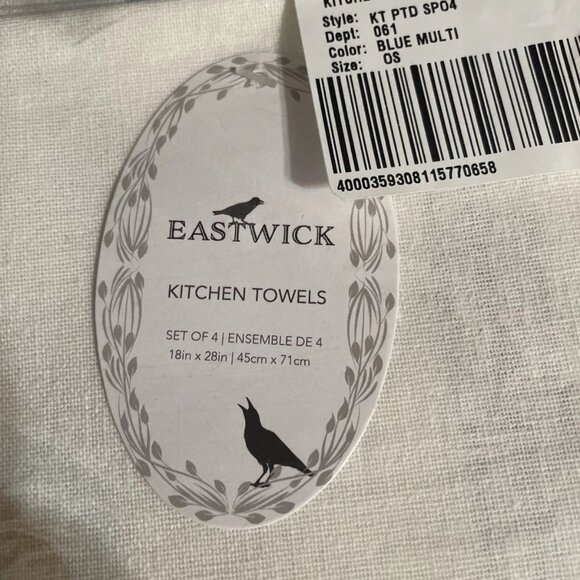 Style: KT PTD SP04
Dept: 061
Color: BLUE MULTI
Size: OS
4000359308115770658
EASTWICK
KITCHEN TOWELS
SET OF 4 | ENSEMBLE DE 4
18in x 28in | 45cm x 71cm